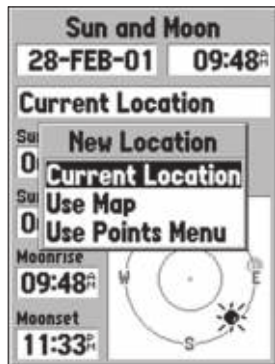 Sun and Moon
28-FEB-01 09:48
Current Location
New Location
Current Location
Use Map
Use Points Menu
Moonrise
09:48
Moonset
11:33
W
E
S